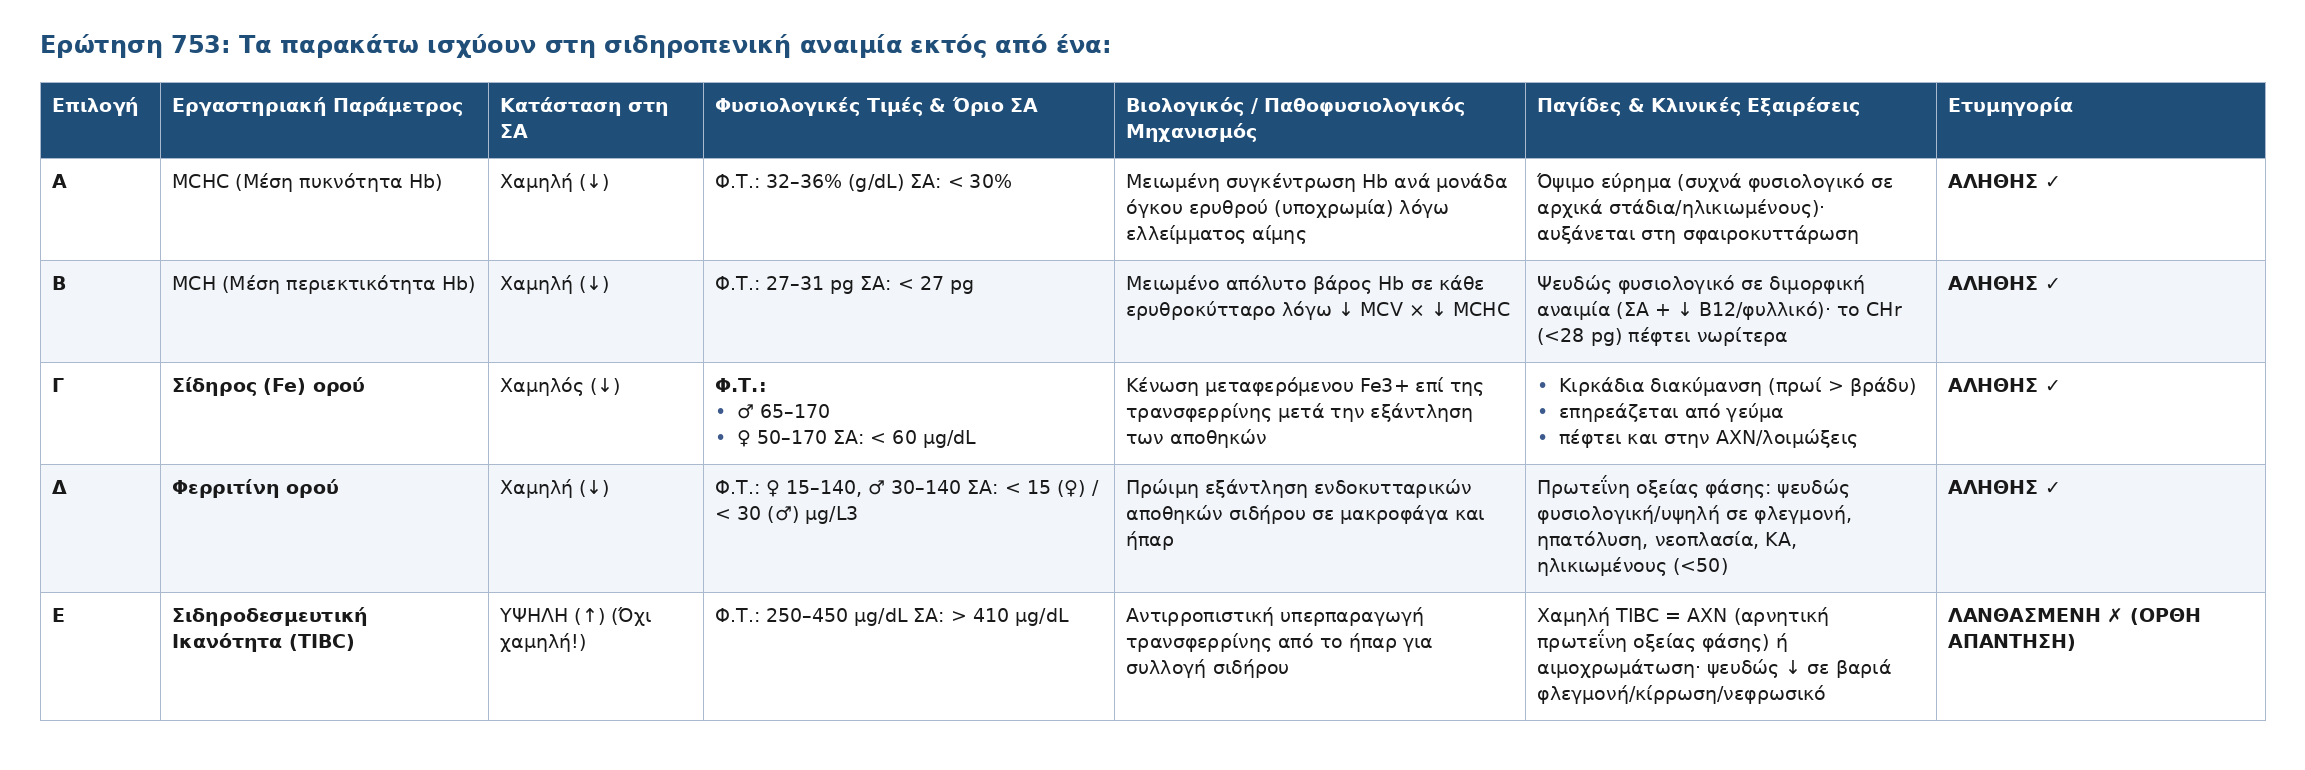 Ερώτηση 753: Τα παρακάτω ισχύουν στη σιδηροπενική αναιμία εκτός από ένα:
Επιλογή
Εργαστηριακή Παράμετρος
Κατάσταση στη
ΣΑ
Φυσιολογικές Τιμές & Όριο ΣΑ
Βιολογικός / Παθοφυσιολογικός
Μηχανισμός
Παγίδες & Κλινικές Εξαιρέσεις
Ετυμηγορία
Α
MCHC (Μέση πυκνότητα Hb)
Χαμηλή (↓)
Φ.Τ.: 32–36% (g/dL) ΣΑ: < 30%
Μειωμένη συγκέντρωση Hb ανά μονάδα
όγκου ερυθρού (υποχρωμία) λόγω
ελλείμματος αίμης
Όψιμο εύρημα (συχνά φυσιολογικό σε
αρχικά στάδια/ηλικιωμένους)·
αυξάνεται στη σφαιροκυττάρωση
ΑΛΗΘΗΣ ✓
Β
MCH (Μέση περιεκτικότητα Hb)
Χαμηλή (↓)
Φ.Τ.: 27–31 pg ΣΑ: < 27 pg
Μειωμένο απόλυτο βάρος Hb σε κάθε
ερυθροκύτταρο λόγω ↓ MCV × ↓ MCHC
Ψευδώς φυσιολογικό σε διμορφική
αναιμία (ΣΑ + ↓ B12/φυλλικό)· το CHr
(<28 pg) πέφτει νωρίτερα
ΑΛΗΘΗΣ ✓
Γ
Σίδηρος (Fe) ορού
Χαμηλός (↓)
Φ.Τ.:
• ♂ 65–170
• ♀ 50–170 ΣΑ: < 60 μg/dL
Κένωση μεταφερόμενου Fe3+ επί της
τρανσφερρίνης μετά την εξάντληση
των αποθηκών
• Κιρκάδια διακύμανση (πρωί > βράδυ)
• επηρεάζεται από γεύμα
• πέφτει και στην ΑΧΝ/λοιμώξεις
ΑΛΗΘΗΣ ✓
Δ
Φερριτίνη ορού
Χαμηλή (↓)
Φ.Τ.: ♀ 15–140, ♂ 30–140 ΣΑ: < 15 (♀) /
< 30 (♂) μg/L3
Πρώιμη εξάντληση ενδοκυτταρικών
αποθηκών σιδήρου σε μακροφάγα και
ήπαρ
Πρωτεΐνη οξείας φάσης: ψευδώς
φυσιολογική/υψηλή σε φλεγμονή,
ηπατόλυση, νεοπλασία, ΚΑ,
ηλικιωμένους (<50)
ΑΛΗΘΗΣ ✓
Ε
Σιδηροδεσμευτική
Ικανότητα (TIBC)
ΥΨΗΛΗ (↑) (Όχι
χαμηλή!)
Φ.Τ.: 250–450 μg/dL ΣΑ: > 410 μg/dL
Αντιρροπιστική υπερπαραγωγή
τρανσφερρίνης από το ήπαρ για
συλλογή σιδήρου
Χαμηλή TIBC = ΑΧΝ (αρνητική
πρωτεΐνη οξείας φάσης) ή
αιμοχρωμάτωση· ψευδώς ↓ σε βαριά
φλεγμονή/κίρρωση/νεφρωσικό
ΛΑΝΘΑΣΜΕΝΗ ✗ (ΟΡΘΗ
ΑΠΑΝΤΗΣΗ)